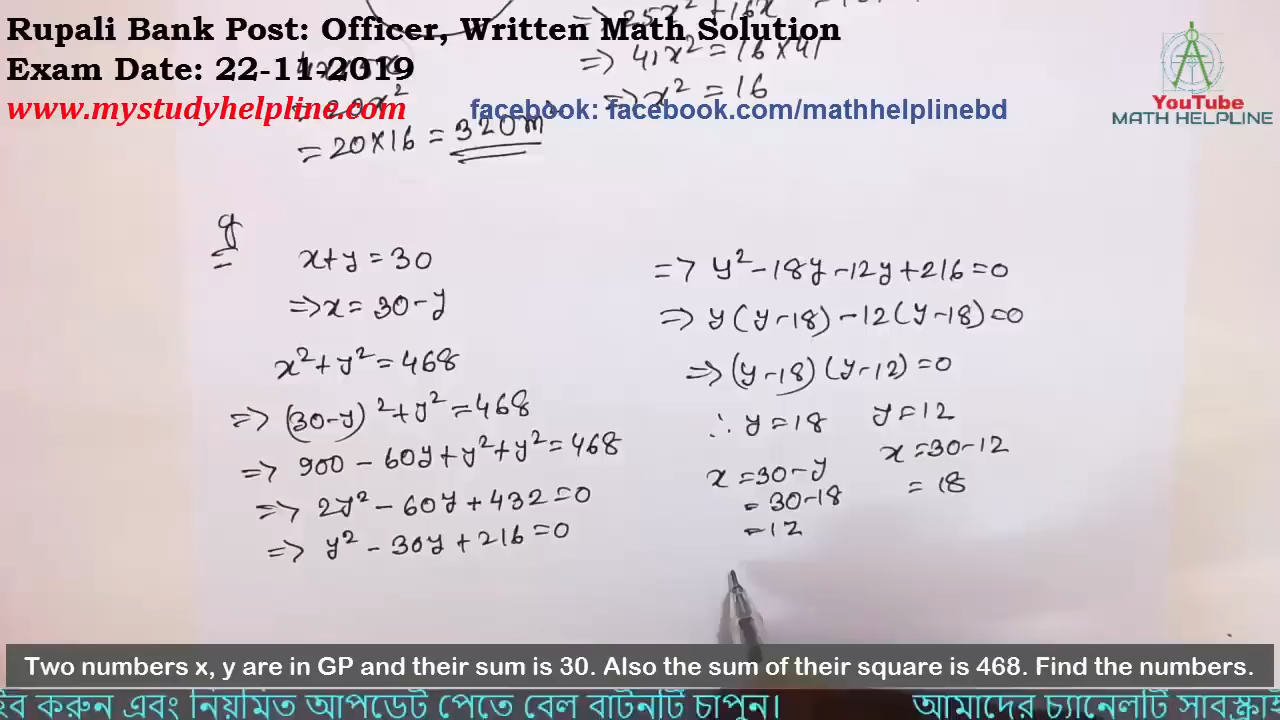 => 25x² + 16x
Rupali Bank Post: Officer, Written Math Solution
=> 41x² = 16×41
Exam Date: 22-11-2019
=> x² = 16
www.mystudyhelpline.com
= 20x²
facebook: facebook.com/mathhelplinebd
YouTube
MATH HELPLINE
= 20×16 = 320m
g
x+y = 30
=> x = 30-y
x²+y² = 468
=> (30-y)²+y² = 468
=> 900 - 60y + y² + y² = 468
=> 2y² - 60y + 432 = 0
=> y² - 30y + 216 = 0
=> y² - 18y - 12y + 216 = 0
=> y(y-18) - 12(y-18) = 0
=> (y-18)(y-12) = 0
∴ y = 18 y = 12
x = 30-y x = 30-12
= 30-18 = 18
= 12
Two numbers x, y are in GP and their sum is 30. Also the sum of their square is 468. Find the numbers.
াইব করুন এবং নিয়মিত আপডেট পেতে বেল বাটনটি চাপুন। আমাদের চ্যানেলটি সাবস্ক্রাই